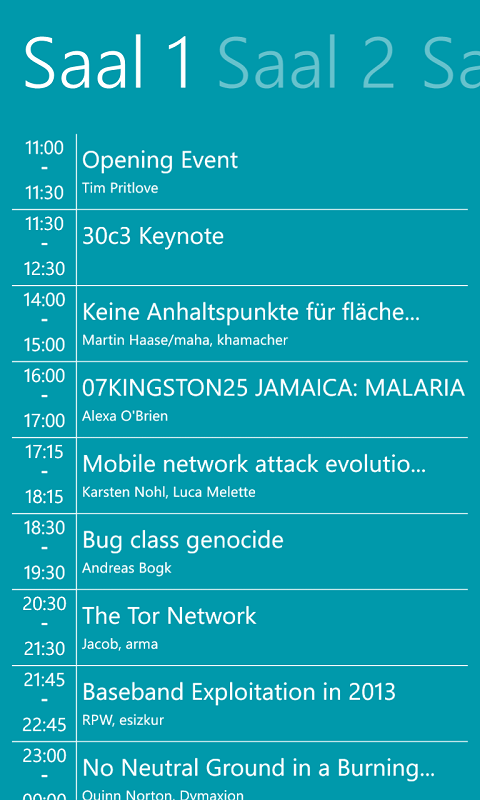 Saal 1 Saal 2 Sa
11:00
-
11:30
Opening Event
Tim Pritlove
11:30
-
12:30
30c3 Keynote
14:00
-
15:00
Keine Anhaltspunkte für fläche...
Martin Haase/maha, khamacher
16:00
-
17:00
07KINGSTON25 JAMAICA: MALARIA
Alexa O'Brien
17:15
-
18:15
Mobile network attack evolutio...
Karsten Nohl, Luca Melette
18:30
-
19:30
Bug class genocide
Andreas Bogk
20:30
-
21:30
The Tor Network
Jacob, arma
21:45
-
22:45
Baseband Exploitation in 2013
RPW, esizkur
23:00
-
00:00
No Neutral Ground in a Burning...
Quinn Norton, Dymaxion